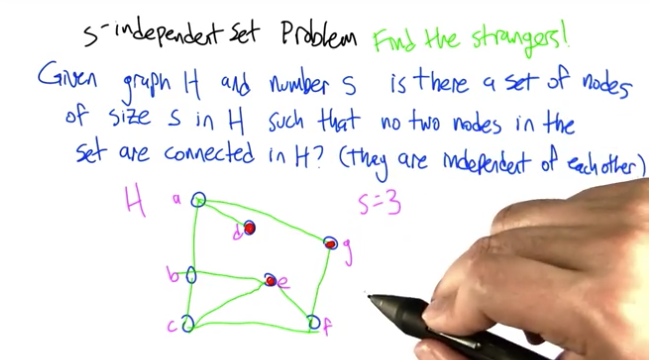 s-independent set Problem Find the strangers!
Given graph H and number s is there a set of nodes
of size s in H such that no two nodes in the
set are connected in H? (they are independent of each other)
H a s=3
d
g
b e
c f